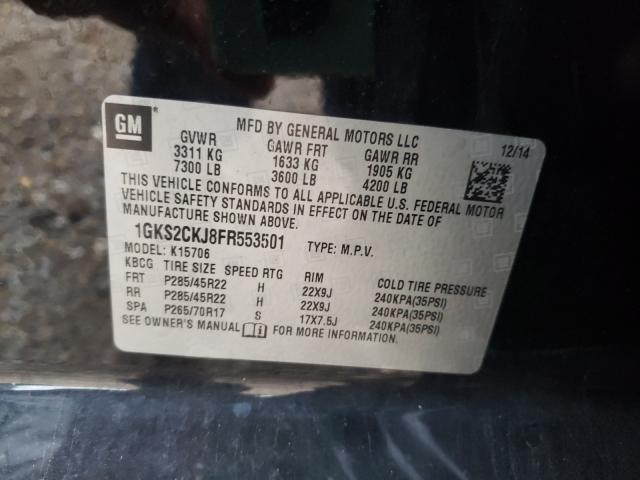 GM
MFD BY GENERAL MOTORS LLC
12/14
GVWR GAWR FRT GAWR RR
3311 KG 1633 KG 1905 KG
7300 LB 3600 LB 4200 LB
THIS VEHICLE CONFORMS TO ALL APPLICABLE U.S. FEDERAL MOTOR
VEHICLE SAFETY STANDARDS IN EFFECT ON THE DATE OF
MANUFACTURE SHOWN ABOVE.
1GKS2CKJ8FR553501 TYPE: M.P.V.
MODEL: K15706
KBCG TIRE SIZE SPEED RTG RIM COLD TIRE PRESSURE
FRT P285/45R22 H 22X9J 240KPA(35PSI)
RR P285/45R22 H 22X9J 240KPA(35PSI)
SPA P265/70R17 S 17X7.5J 240KPA(35PSI)
SEE OWNER'S MANUAL FOR MORE INFORMATION.